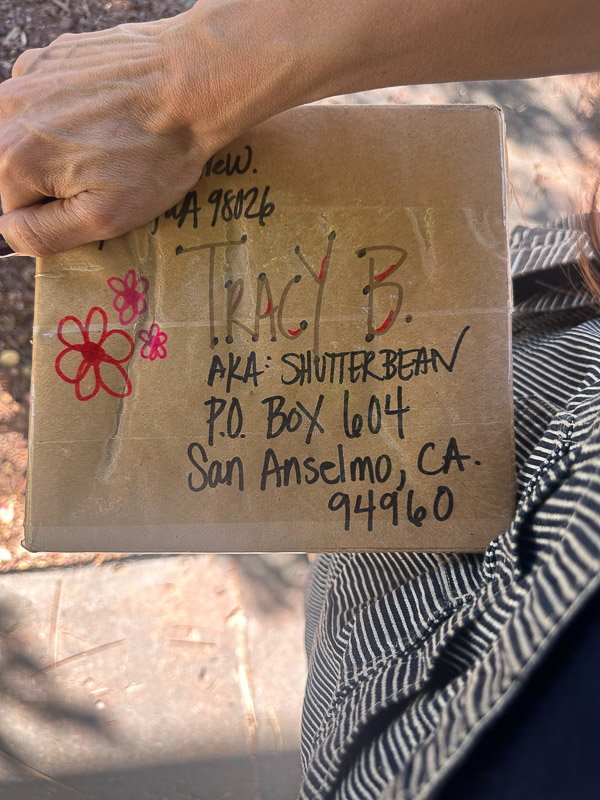 98026
TRACY B.
AKA: SHUTTERBEAN
P.O. BOX 604
San Anselmo, CA.
94960